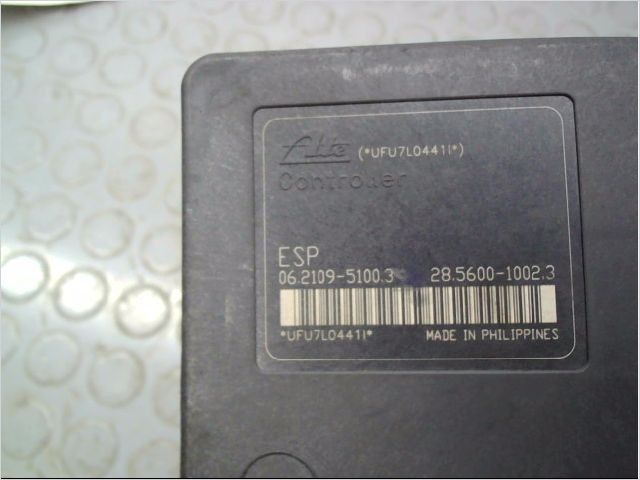 Ate (*UFU7L0441I*)
Controller
ESP
06.2109-5100.3 28.5600-1002.3
*UFU7L0441I* MADE IN PHILIPPINES